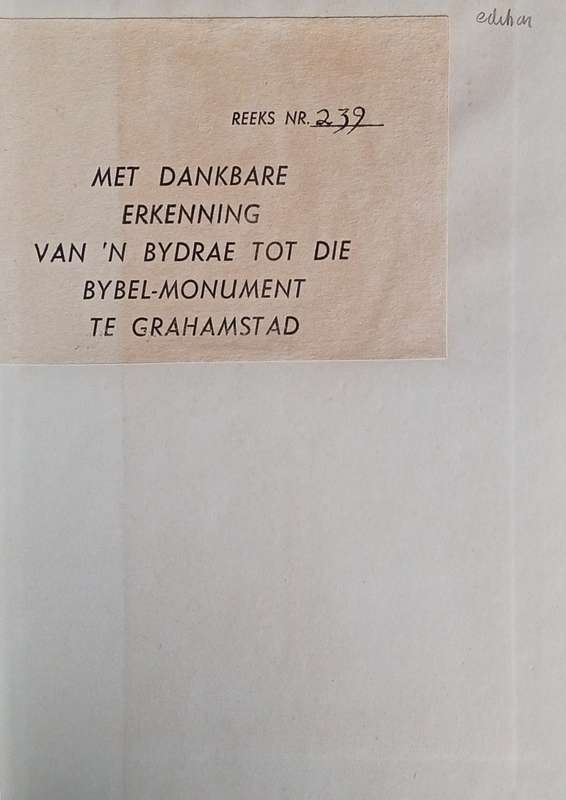 REEKS NR. 239
MET DANKBARE
ERKENNING
VAN 'N BYDRAE TOT DIE
BYBEL-MONUMENT
TE GRAHAMSTAD